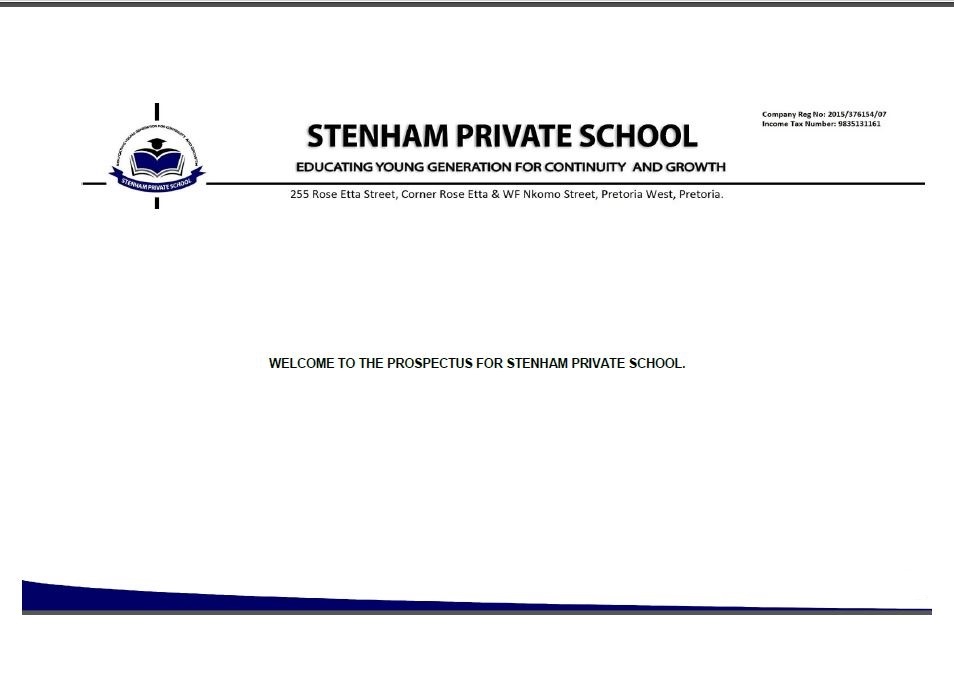 Company Reg No: 2015/376154/07
Income Tax Number: 9835131161
STENHAM PRIVATE SCHOOL
EDUCATING YOUNG GENERATION FOR CONTINUITY AND GROWTH
EDUCATING YOUNG GENERATION FOR CONTINUITY AND GROWTH
STENHAM PRIVATE SCHOOL
255 Rose Etta Street, Corner Rose Etta & WF Nkomo Street, Pretoria West, Pretoria.
WELCOME TO THE PROSPECTUS FOR STENHAM PRIVATE SCHOOL.